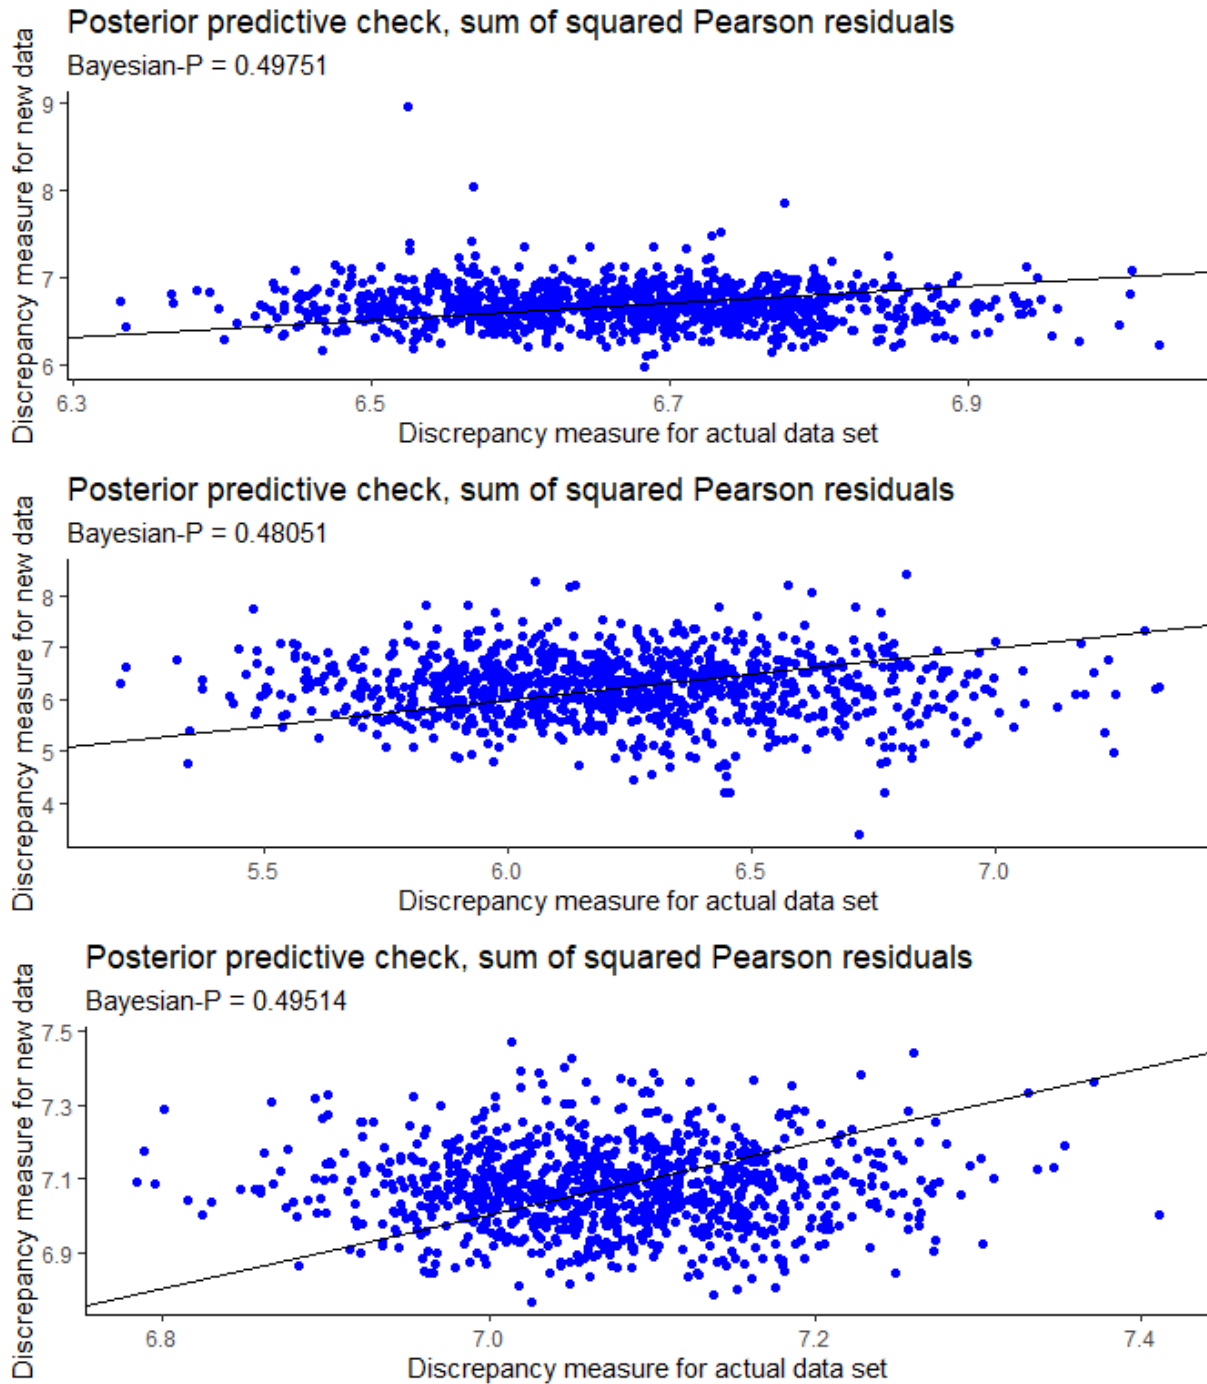 Posterior predictive check, sum of squared Pearson residuals
Bayesian-P = 0.49751
Discrepancy measure for new data
9
8
7
6
6.3 6.5 6.7 6.9
Discrepancy measure for actual data set
Posterior predictive check, sum of squared Pearson residuals
Bayesian-P = 0.48051
Discrepancy measure for new data
8
7
6
5
4
5.5 6.0 6.5 7.0
Discrepancy measure for actual data set
Posterior predictive check, sum of squared Pearson residuals
Bayesian-P = 0.49514
Discrepancy measure for new data
7.5
7.3
7.1
6.9
6.8 7.0 7.2 7.4
Discrepancy measure for actual data set